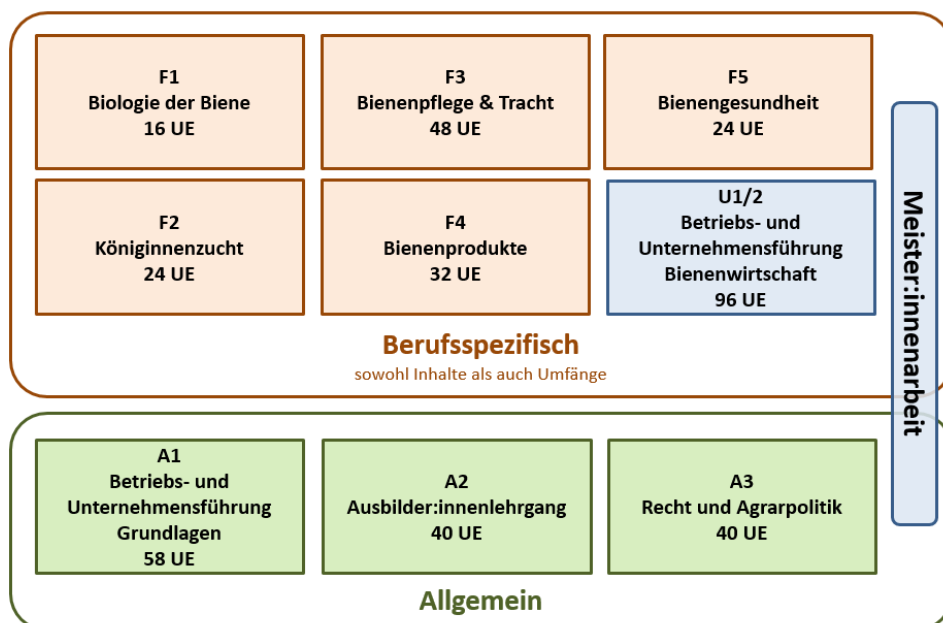 F1
Biologie der Biene
16 UE
F3
Bienenpflege & Tracht
48 UE
F5
Bienengesundheit
24 UE
F2
Königinnenzucht
24 UE
F4
Bienenprodukte
32 UE
U1/2
Betriebs- und
Unternehmensführung
Bienenwirtschaft
96 UE
Berufsspezifisch
sowohl Inhalte als auch Umfänge
Meister:innenarbeit
A1
Betriebs- und
Unternehmensführung
Grundlagen
58 UE
A2
Ausbilder:innenlehrgang
40 UE
A3
Recht und Agrarpolitik
40 UE
Allgemein